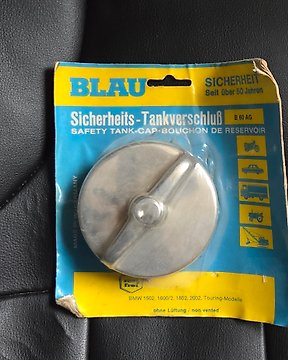 BLAU
SICHERHEIT
Seit über 50 Jahren
Sicherheits-Tankverschluß
B 60 AG
SAFETY TANK-CAP-BOUCHON DE RESERVOIR
frei
BMW 1502, 1600/2, 1802, 2002, Touring-Modelle
ohne Lüftung / non vented